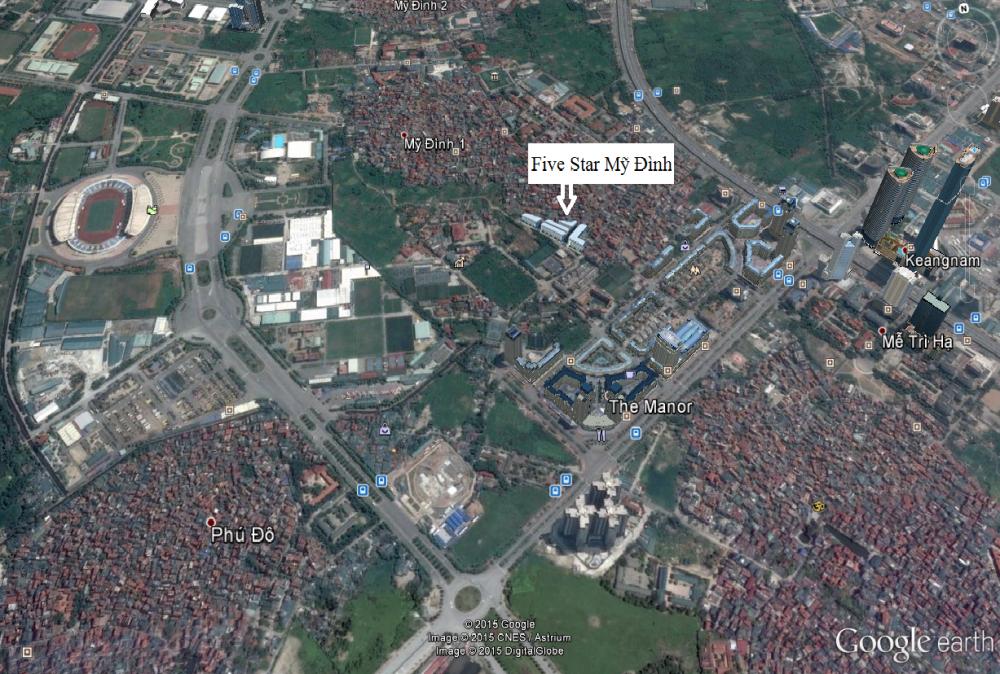 Mỹ Đình 2
Mỹ Đình 1
Five Star Mỹ Đình
Keangnam
Mễ Trì Hạ
The Manor
Phú Đô
© 2015 Google
Image © 2015 CNES / Astrium
Image © 2015 DigitalGlobe
Google earth
N